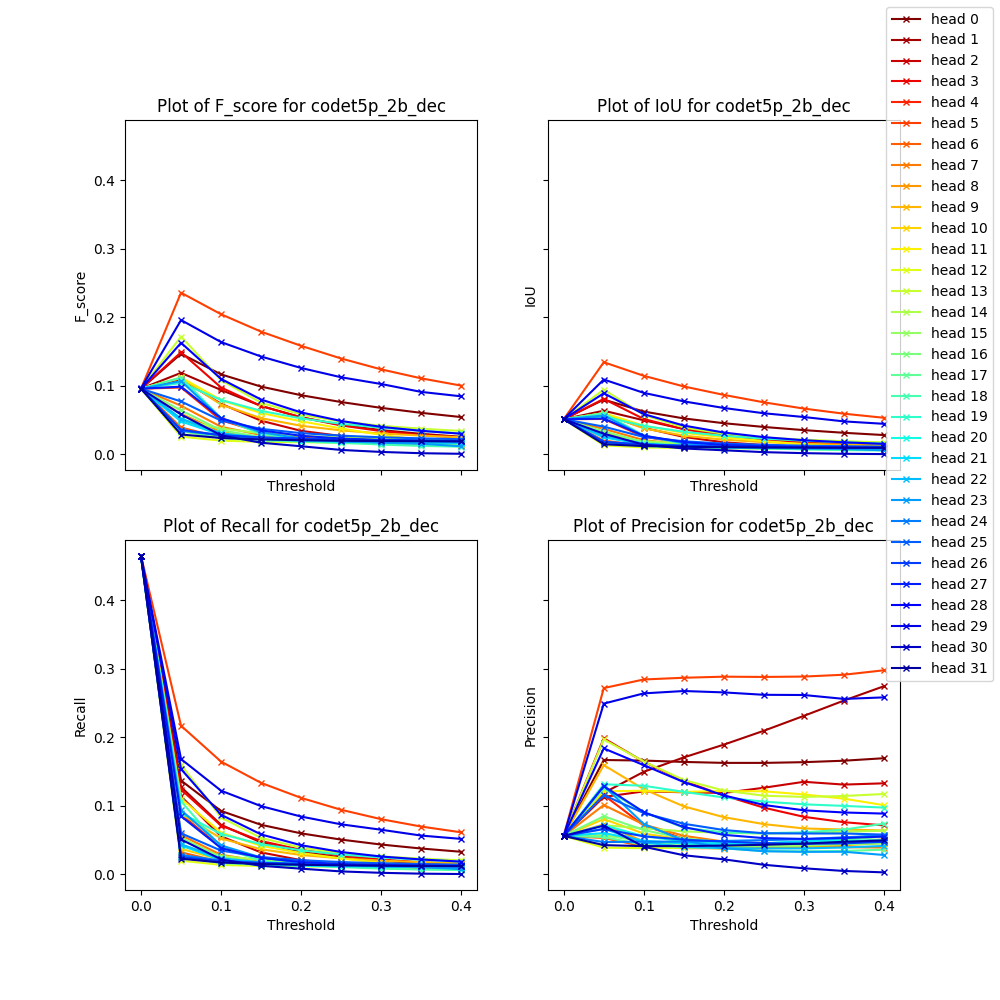 Plot of F_score for codet5p_2b_dec
F_score
0.4
0.3
0.2
0.1
0.0
Threshold
Plot of IoU for codet5p_2b_dec
IoU
Threshold
Plot of Recall for codet5p_2b_dec
Recall
0.4
0.3
0.2
0.1
0.0
0.0 0.1 0.2 0.3 0.4
Threshold
Plot of Precision for codet5p_2b_dec
Precision
0.0 0.1 0.2 0.3 0.4
Threshold
head 0
head 1
head 2
head 3
head 4
head 5
head 6
head 7
head 8
head 9
head 10
head 11
head 12
head 13
head 14
head 15
head 16
head 17
head 18
head 19
head 20
head 21
head 22
head 23
head 24
head 25
head 26
head 27
head 28
head 29
head 30
head 31